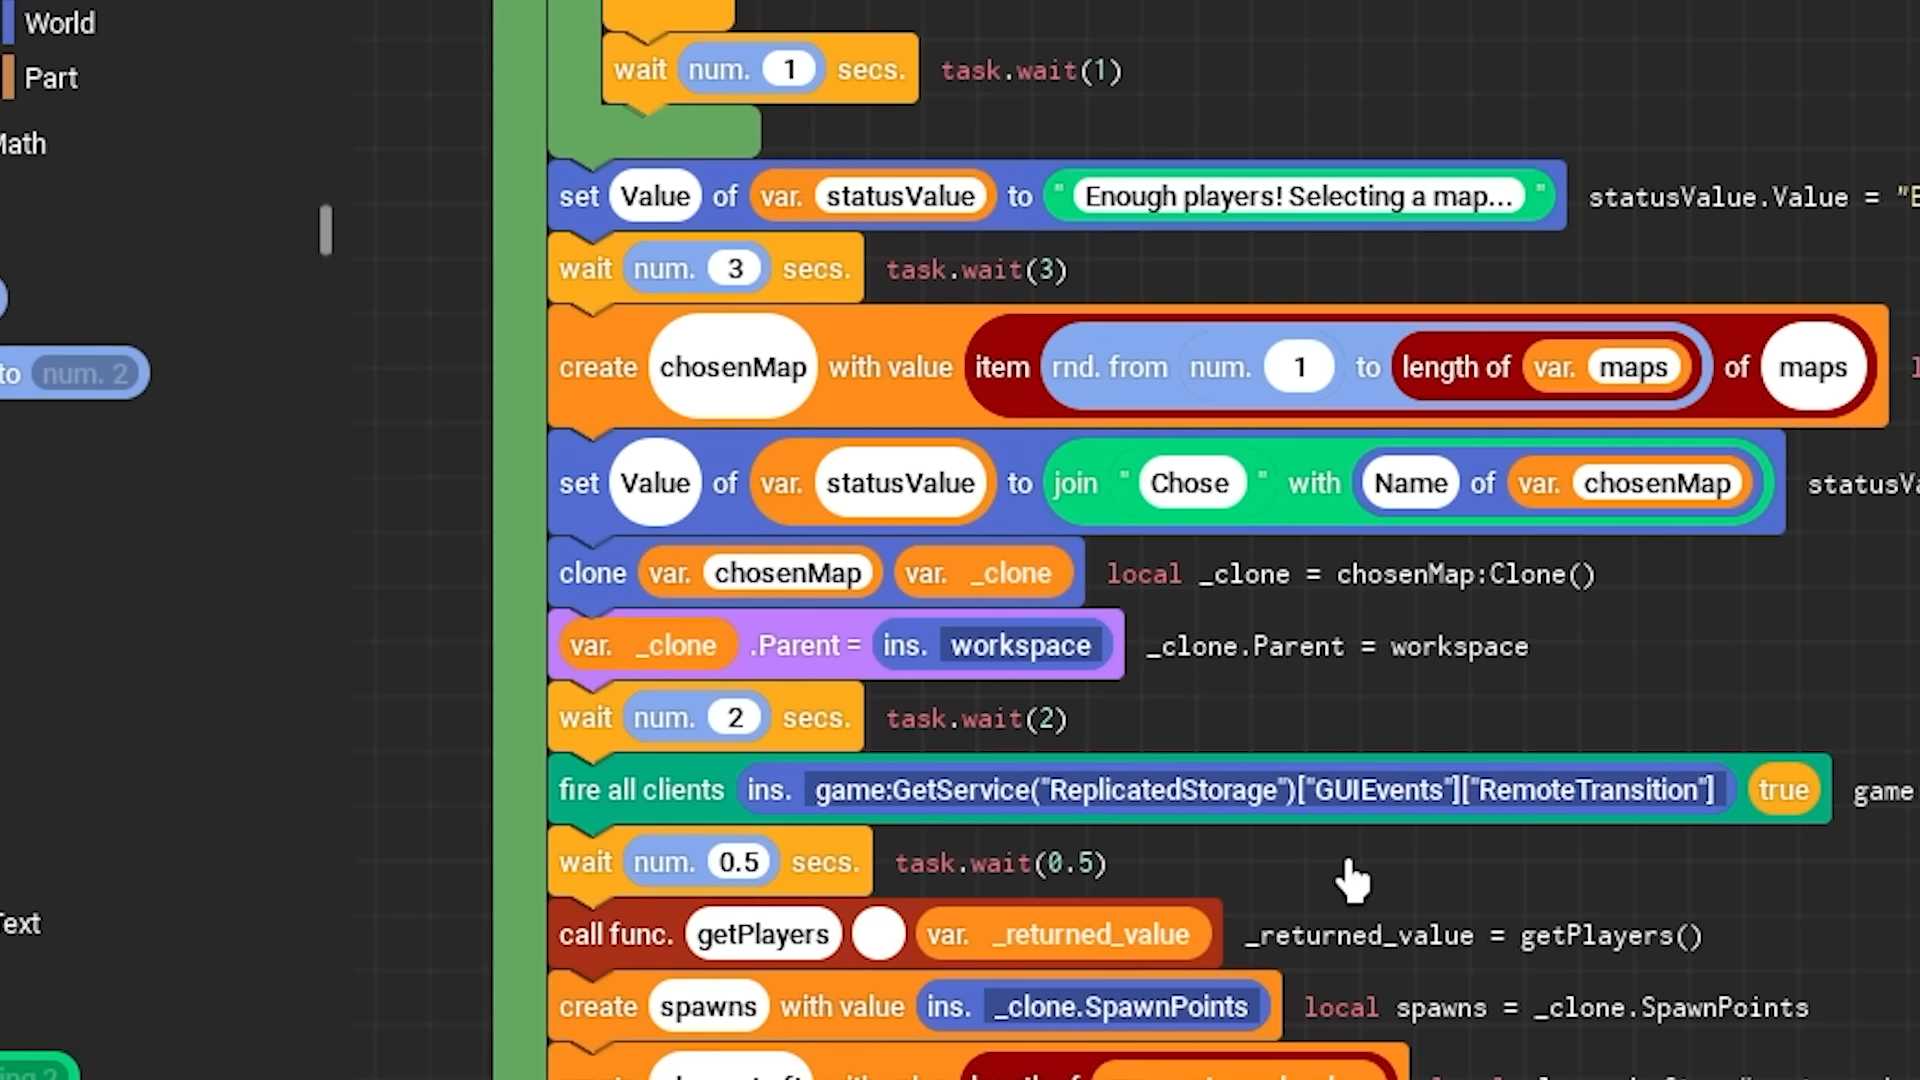 World
wait num. 1 secs. task.wait(1)
Part
Math
set Value of var. statusValue to " Enough players! Selecting a map... " statusValue.Value = "E
wait num. 3 secs. task.wait(3)
create chosenMap with value item rnd. from num. 1 to length of var. maps of maps
to num. 2
set Value of var. statusValue to join " Chose " with Name of var. chosenMap statusVa
clone var. chosenMap var. _clone local _clone = chosenMap:Clone()
var. _clone .Parent = ins. workspace _clone.Parent = workspace
wait num. 2 secs. task.wait(2)
fire all clients ins. game:GetService("ReplicatedStorage")["GUIEvents"]["RemoteTransition"] true game
wait num. 0.5 secs. task.wait(0.5)
Text
call func. getPlayers var. _returned_value _returned_value = getPlayers()
create spawns with value ins. _clone.SpawnPoints local spawns = _clone.SpawnPoints